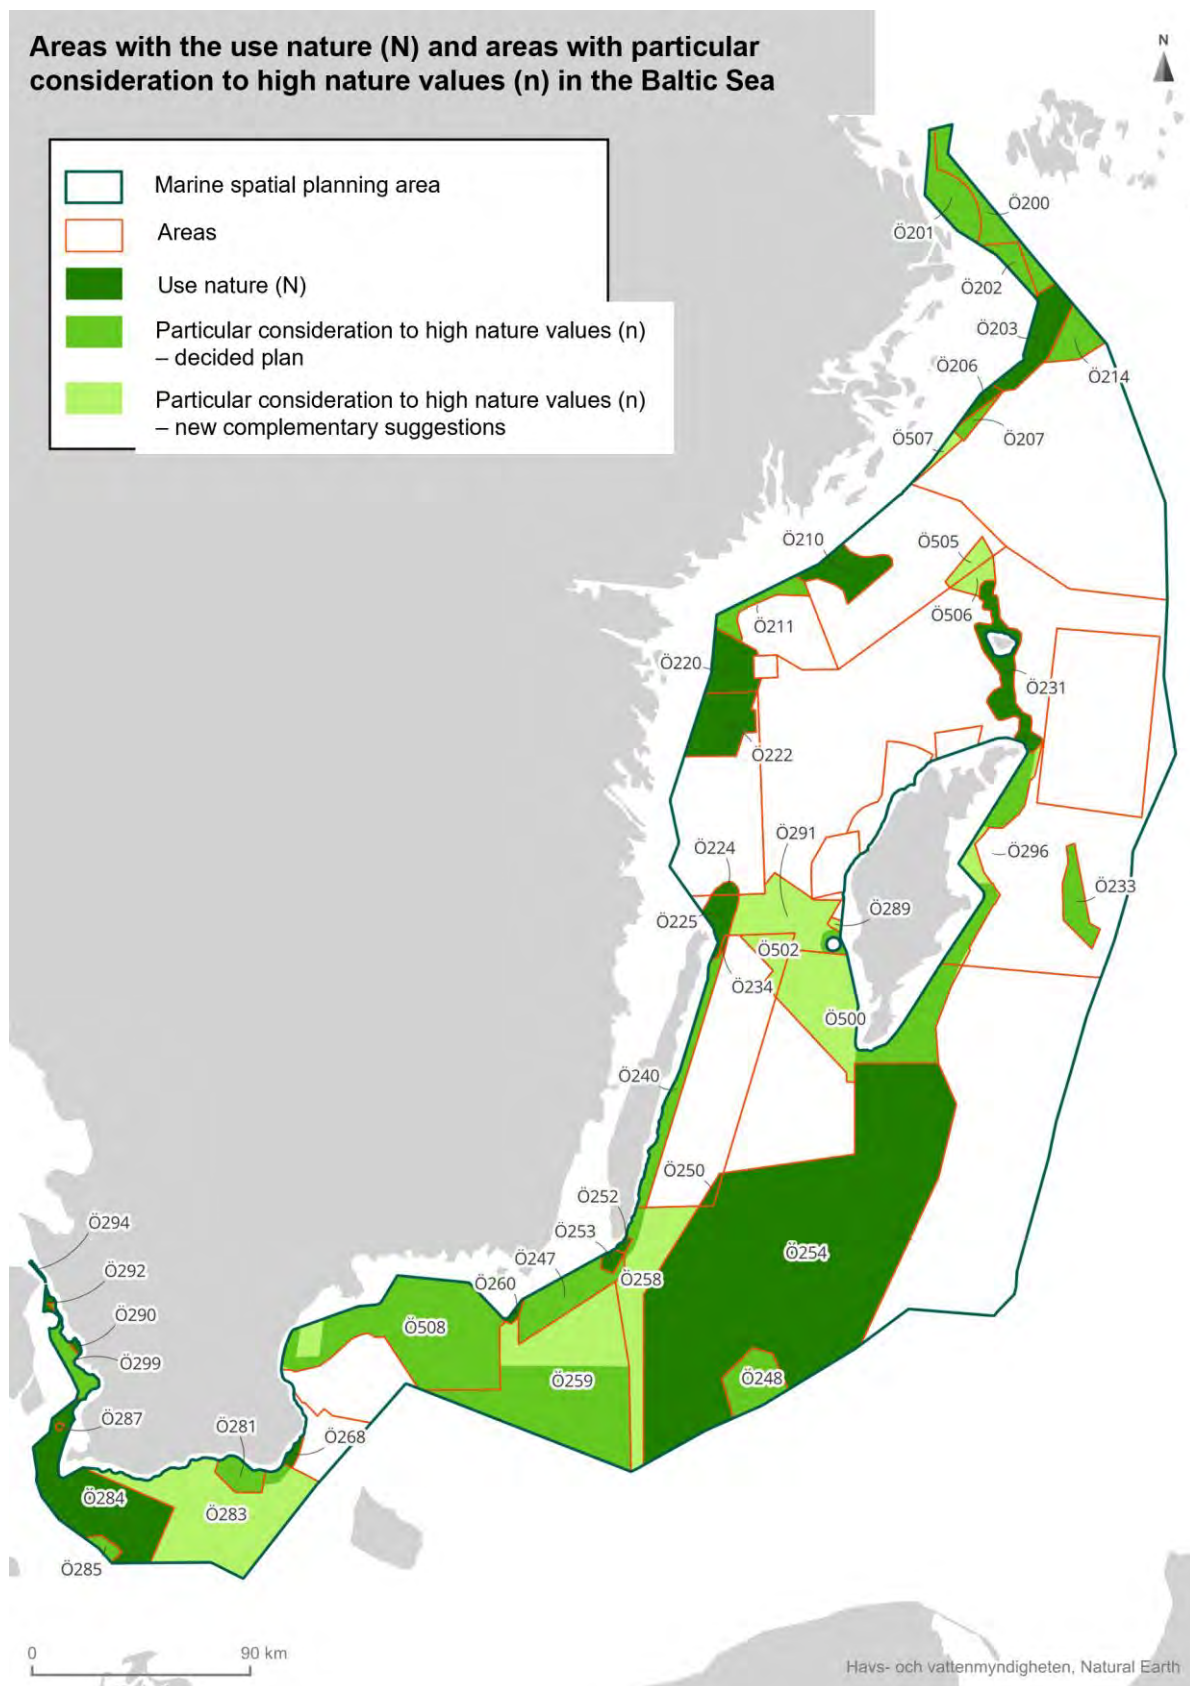 Areas with the use nature (N) and areas with particular
consideration to high nature values (n) in the Baltic Sea
N
Marine spatial planning area
Areas
Use nature (N)
Particular consideration to high nature values (n)
– decided plan
Particular consideration to high nature values (n)
– new complementary suggestions
Ö200
Ö201
Ö202
Ö203
Ö206
Ö214
Ö507
Ö207
Ö210
Ö505
Ö506
Ö211
Ö220
Ö231
Ö222
Ö291
Ö224
Ö296
Ö233
Ö225
Ö289
Ö502
Ö234
Ö500
Ö240
Ö250
Ö252
Ö294
Ö253
Ö254
Ö247
Ö292
Ö258
Ö260
Ö290
Ö508
Ö299
Ö248
Ö259
Ö287
Ö281
Ö268
Ö284
Ö283
Ö285
0 90 km
Havs- och vattenmyndigheten, Natural Earth